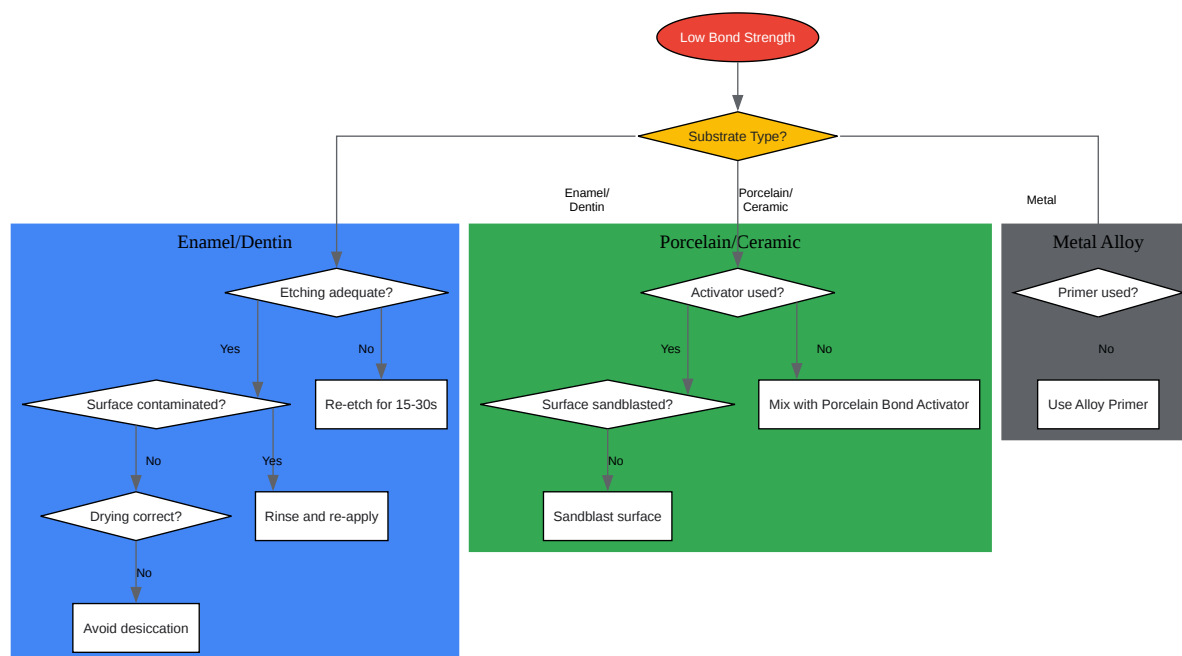 Low Bond Strength
Substrate Type?
Enamel/
Dentin
Porcelain/
Ceramic
Metal
Enamel/Dentin
Porcelain/Ceramic
Metal Alloy
Etching adequate?
Activator used?
Primer used?
Yes
No
Yes
No
No
Surface contaminated?
Re-etch for 15-30s
Surface sandblasted?
Mix with Porcelain Bond Activator
Use Alloy Primer
No
Yes
No
Drying correct?
Rinse and re-apply
Sandblast surface
No
Avoid desiccation